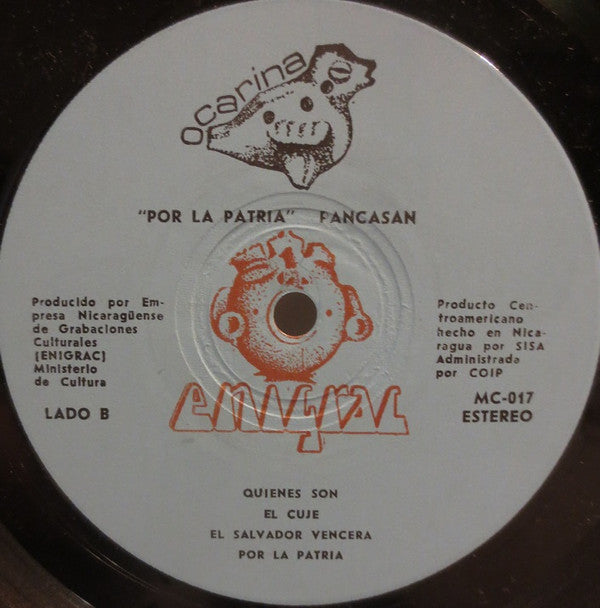 ocarina
"POR LA PATRIA" PANCASAN
Producido por Em-
presa Nicaragüense
de Grabaciones
Culturales
(ENIGRAC)
Ministerio
de Cultura
LADO B
Producto Cen-
troamericano
hecho en Nica-
ragua por SISA
Administrada
por COIP
MC-017
ESTEREO
enigrac
QUIENES SON
EL CUJE
EL SALVADOR VENCERA
POR LA PATRIA